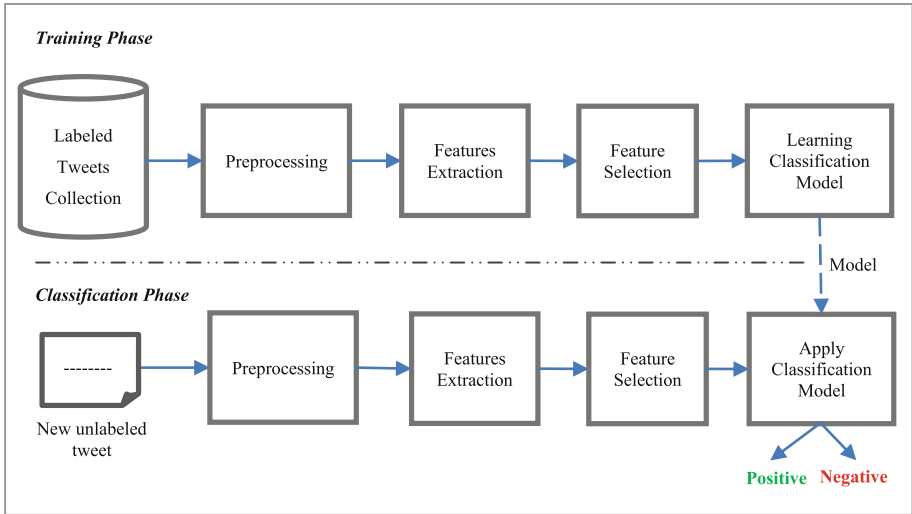 Training Phase
Labeled
Tweets
Collection
Preprocessing
Features
Extraction
Feature
Selection
Learning
Classification
Model
Model
Classification Phase
--------
New unlabeled
tweet
Preprocessing
Features
Extraction
Feature
Selection
Apply
Classification
Model
Positive
Negative